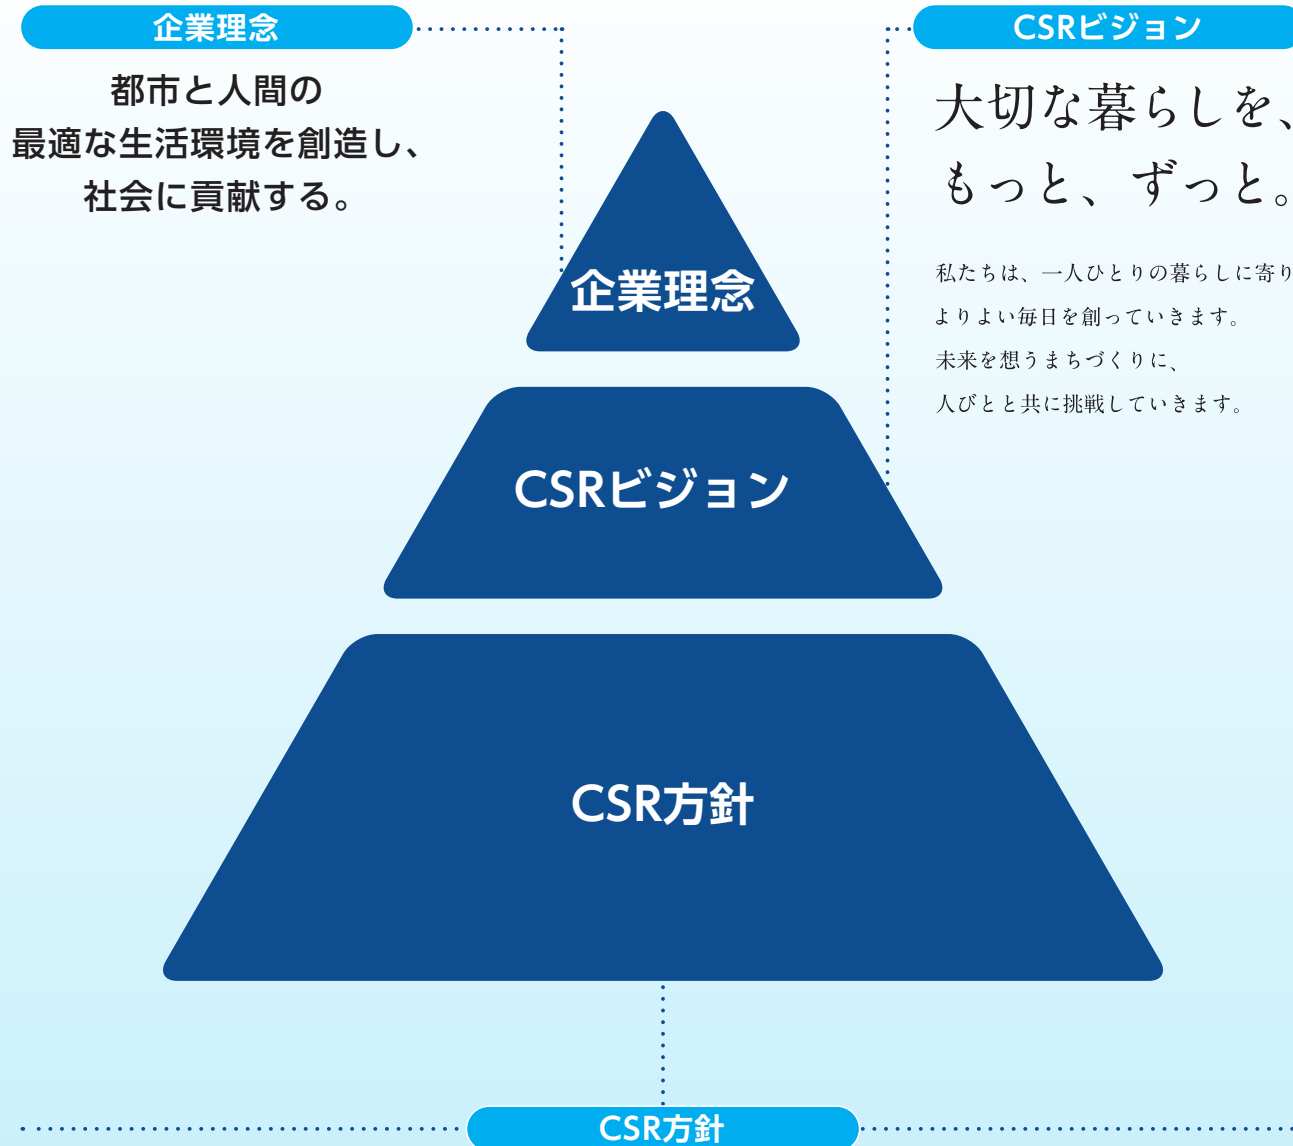 企業理念
都市と人間の
最適な生活環境を創造し、
社会に貢献する。
CSRビジョン
大切な暮らしを、
もっと、ずっと。
私たちは、一人ひとりの暮らしに寄り
よりよい毎日を創っていきます。
未来を想うまちづくりに、
人びとと共に挑戦していきます。
企業理念
CSRビジョン
CSR方針
CSR方針